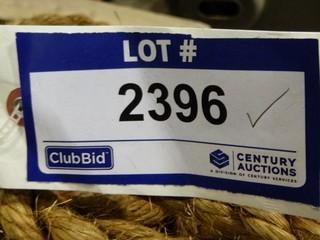 LOT #
2396
ClubBid
CENTURY
AUCTIONS
A DIVISION OF CENTURY SERVICES